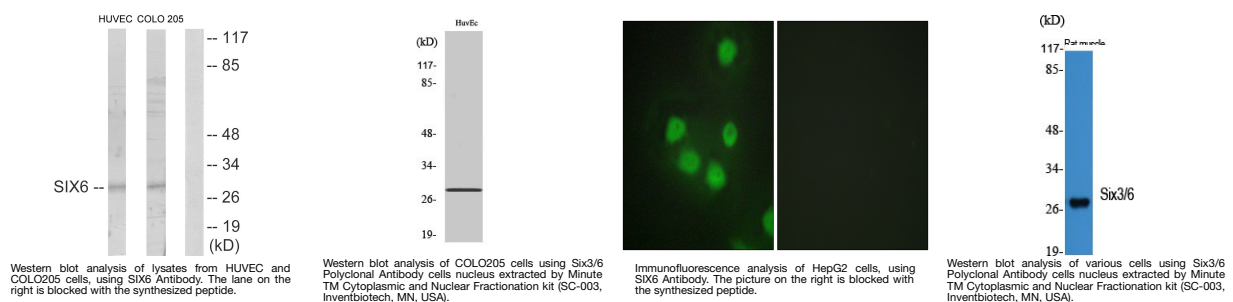 HUVEC COLO 205
-- 117
-- 85
-- 48
-- 34
SIX6 --
-- 26
-- 19
(kD)
Western blot analysis of lysates from HUVEC and
COLO205 cells, using SIX6 Antibody. The lane on the
right is blocked with the synthesized peptide.
HuvEc
(kD)
117-
85-
48-
34-
26-
19-
Western blot analysis of COLO205 cells using Six3/6
Polyclonal Antibody cells nucleus extracted by Minute
TM Cytoplasmic and Nuclear Fractionation kit (SC-003,
Inventbiotech, MN, USA).
Immunofluorescence analysis of HepG2 cells, using
SIX6 Antibody. The picture on the right is blocked with
the synthesized peptide.
(kD)
Rat muscle
117-
85-
48-
34-
Six3/6
26-
19-
Western blot analysis of various cells using Six3/6
Polyclonal Antibody cells nucleus extracted by Minute
TM Cytoplasmic and Nuclear Fractionation kit (SC-003,
Inventbiotech, MN, USA).